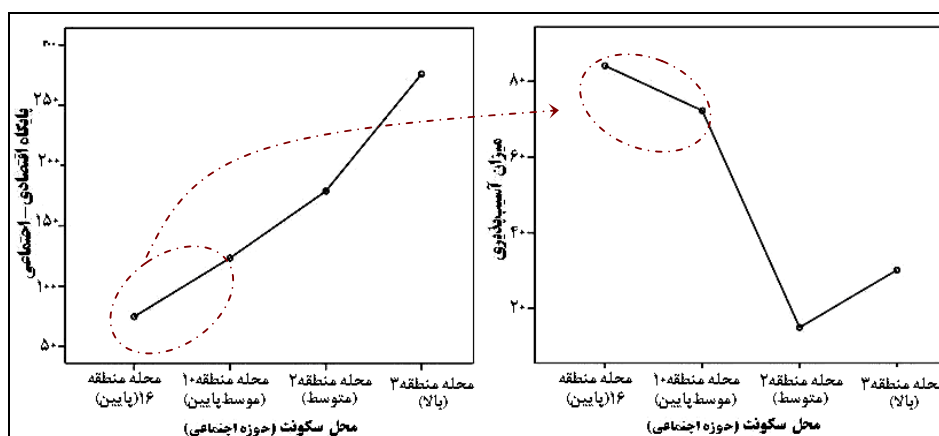 پایگاه اقتصادی-اجتماعی
۳۰۰
۲۵۰
۲۰۰
۱۵۰
۱۰۰
۵۰
محله منطقه
۱۶(پایین)
محله منطقه۱۰
(متوسط‌پایین)
محله منطقه۲
(متوسط)
محله منطقه۳
(بالا)
محل سکونت (حوزه اجتماعی)
میزان آسیب‌پذیری
۸۰
۶۰
۴۰
۲۰
محله منطقه
۱۶(پایین)
محله منطقه۱۰
(متوسط‌پایین)
محله منطقه۲
(متوسط)
محله منطقه۳
(بالا)
محل سکونت (حوزه اجتماعی)